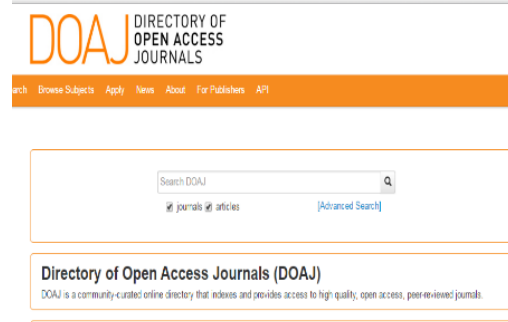 DOAJ DIRECTORY OF
OPEN ACCESS
JOURNALS
arch Browse Subjects Apply News About For Publishers API
Search DOAJ
journals articles [Advanced Search]
Directory of Open Access Journals (DOAJ)
DOAJ is a community-curated online directory that indexes and provides access to high quality, open access, peer-reviewed journals.